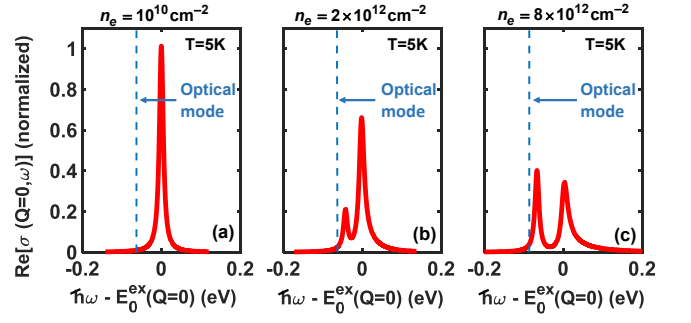 n_e = 10^10 cm^-2
n_e = 2×10^12 cm^-2
n_e = 8×10^12 cm^-2
Re[σ (Q=0,ω)] (normalized)
1
0.8
0.6
0.4
0.2
0
T=5K
Optical
mode
(a)
T=5K
Optical
mode
(b)
T=5K
Optical
mode
(c)
-0.2 0 0.2
-0.2 0 0.2
-0.2 0 0.2
ħω - E_0^ex(Q=0) (eV)
ħω - E_0^ex(Q=0) (eV)
ħω - E_0^ex(Q=0) (eV)